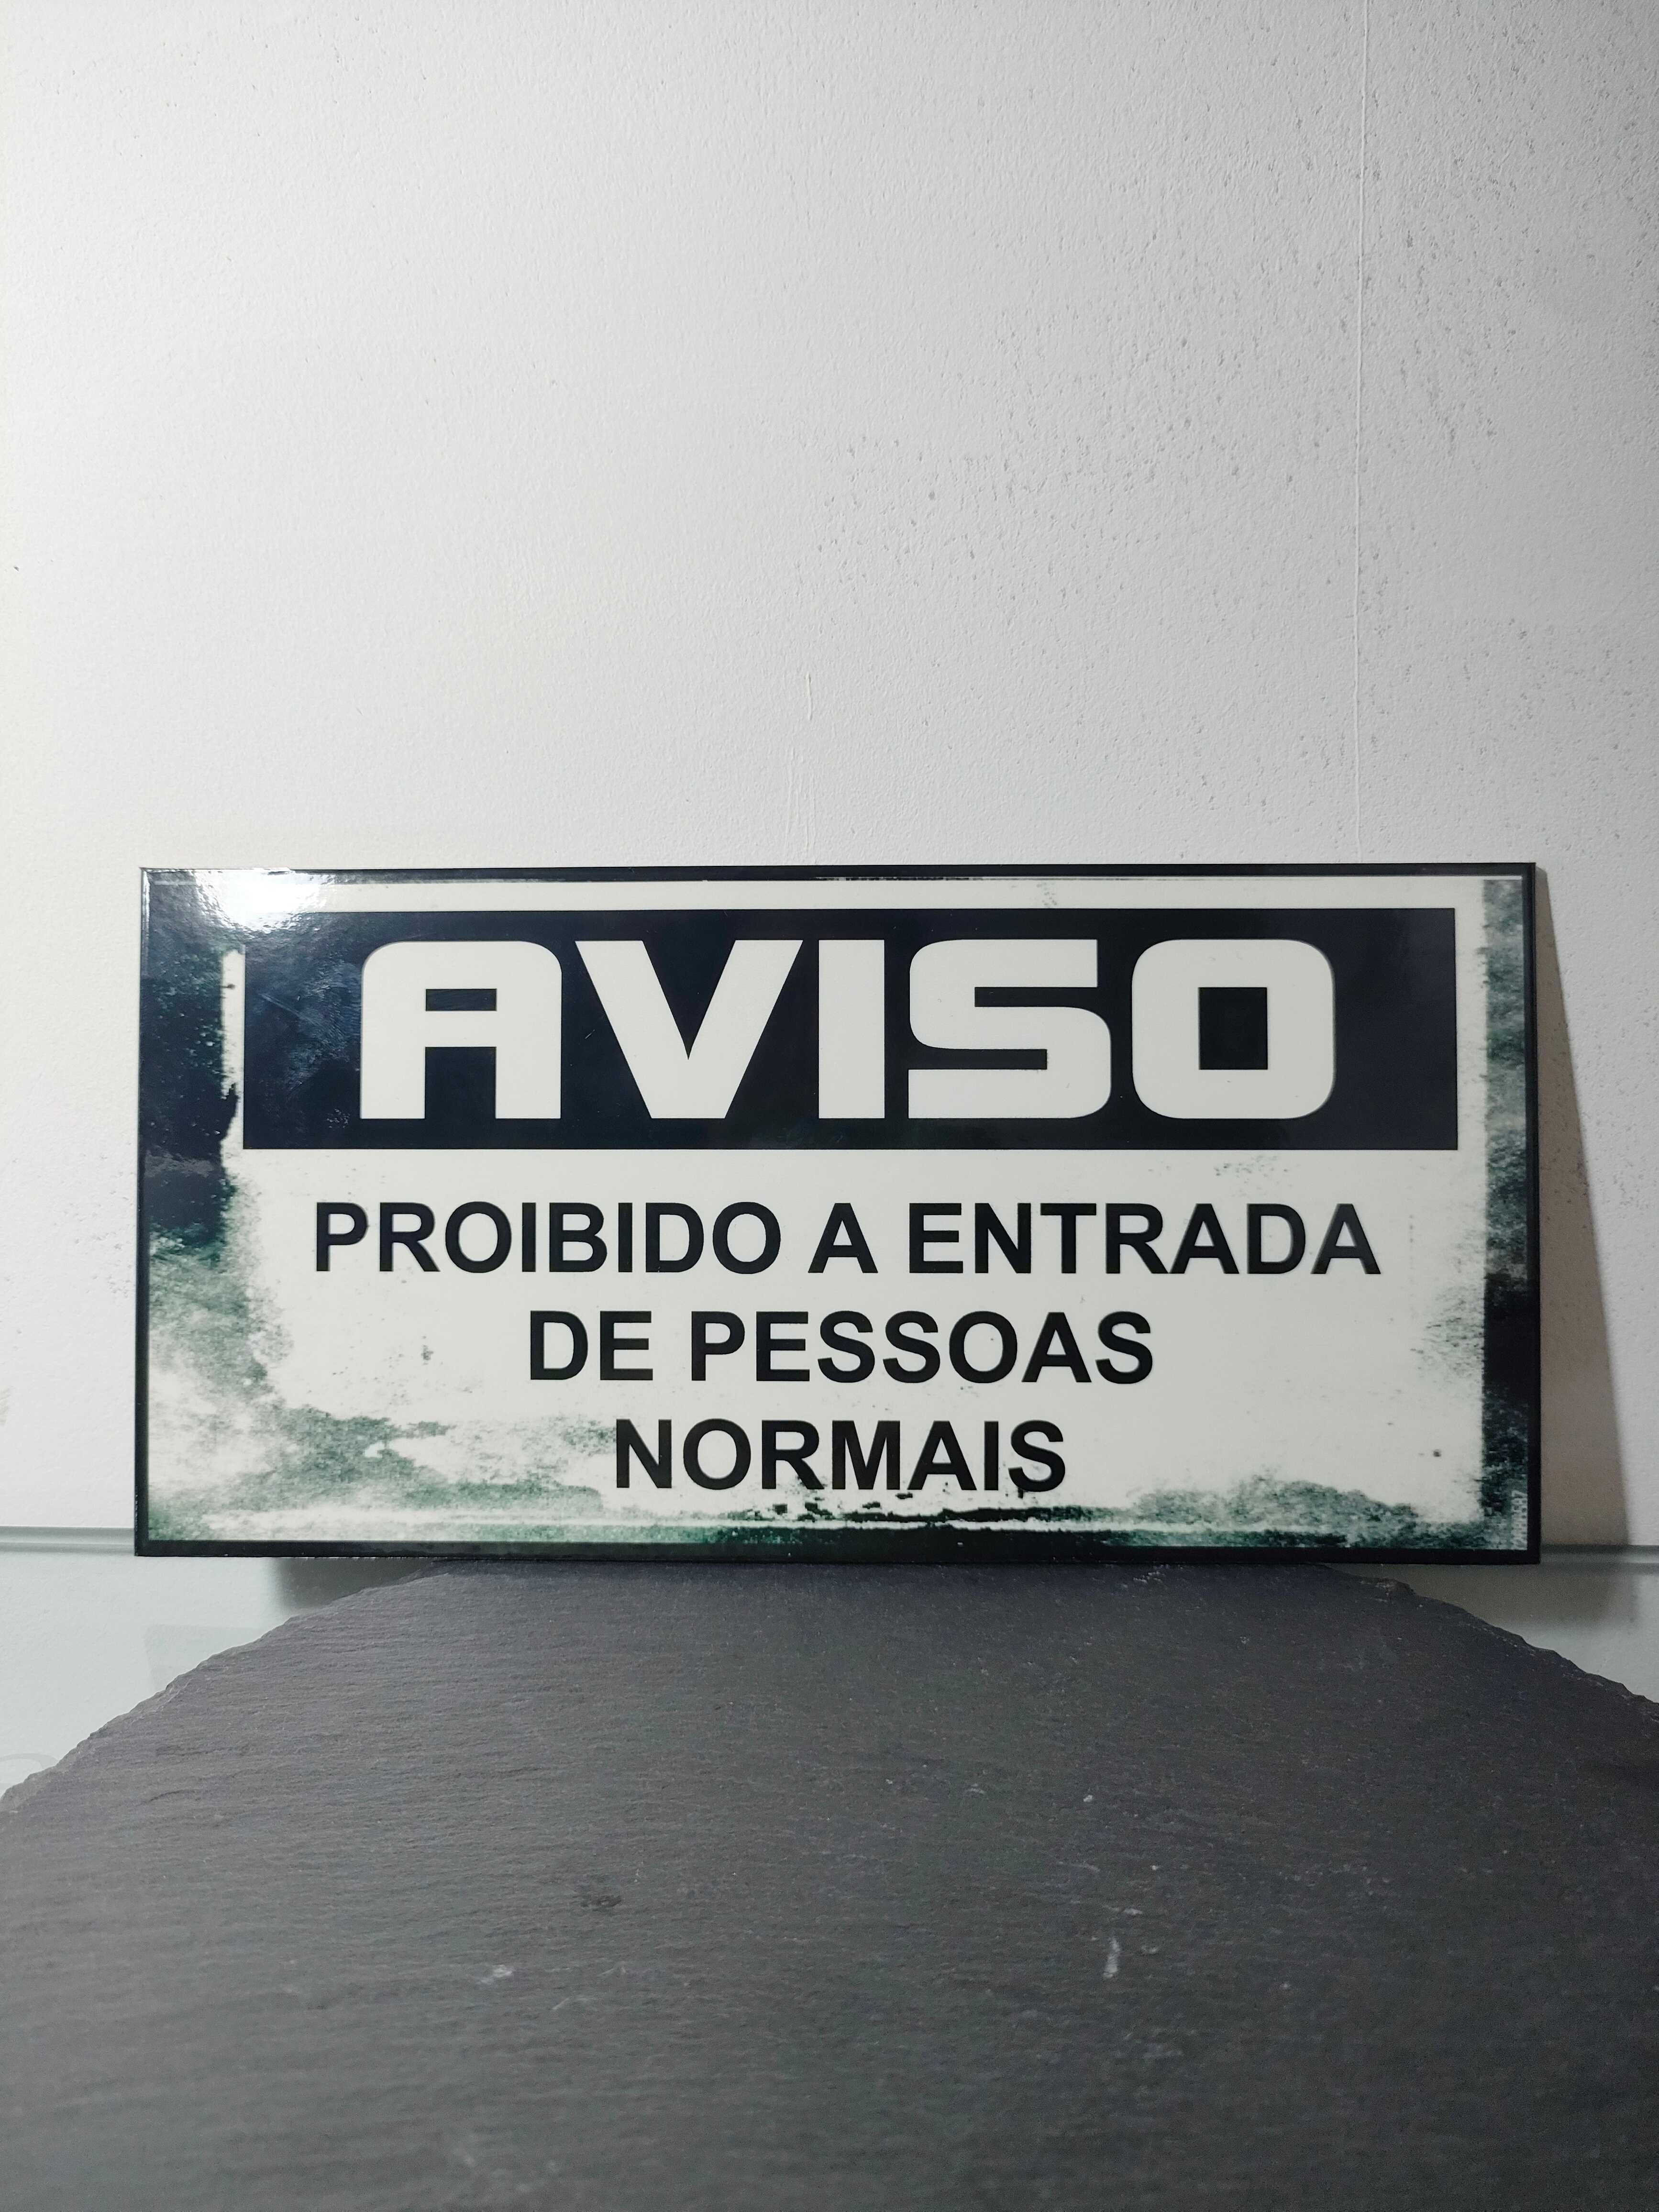 AVISO
PROIBIDO A ENTRADA
DE PESSOAS
NORMAIS